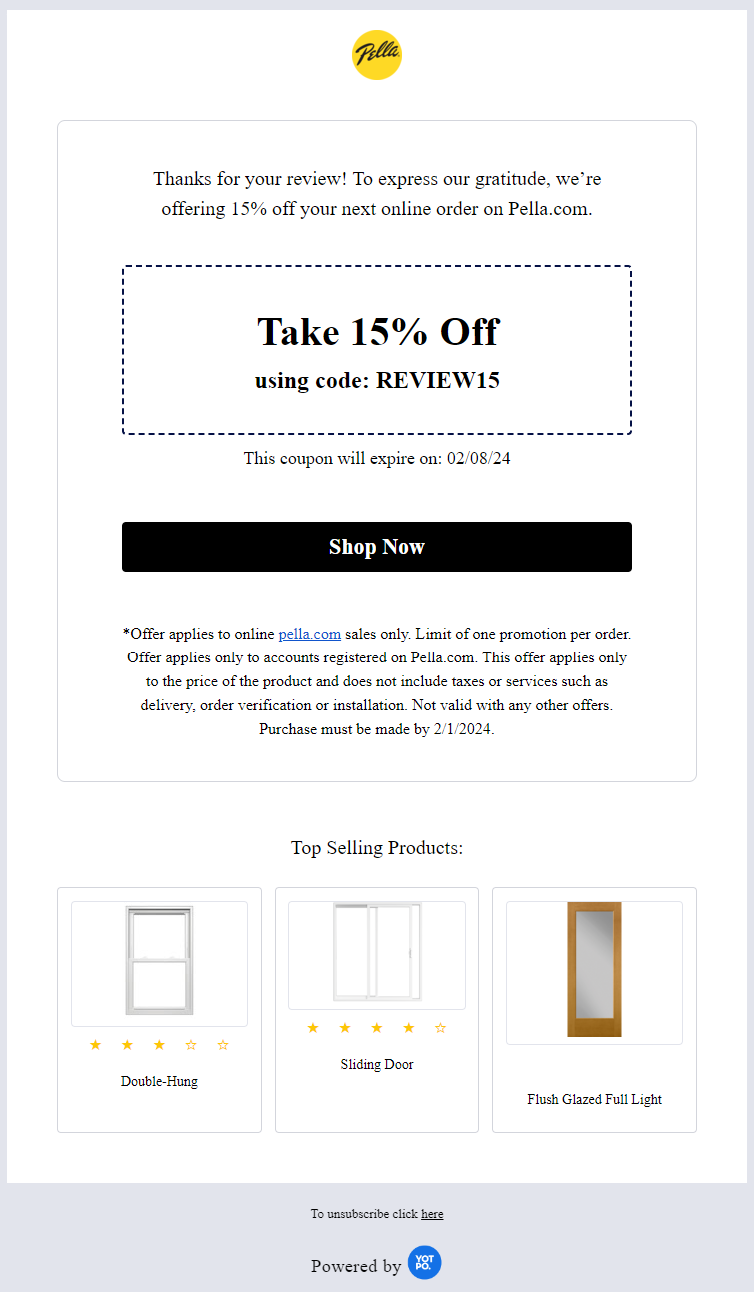 Pella.
Thanks for your review! To express our gratitude, we’re
offering 15% off your next online order on Pella.com.
Take 15% Off
using code: REVIEW15
This coupon will expire on: 02/08/24
Shop Now
*Offer applies to online pella.com sales only. Limit of one promotion per order.
Offer applies only to accounts registered on Pella.com. This offer applies only
to the price of the product and does not include taxes or services such as
delivery, order verification or installation. Not valid with any other offers.
Purchase must be made by 2/1/2024.
Top Selling Products:
Double-Hung
Sliding Door
Flush Glazed Full Light
To unsubscribe click here
Powered by
YOT
PO.